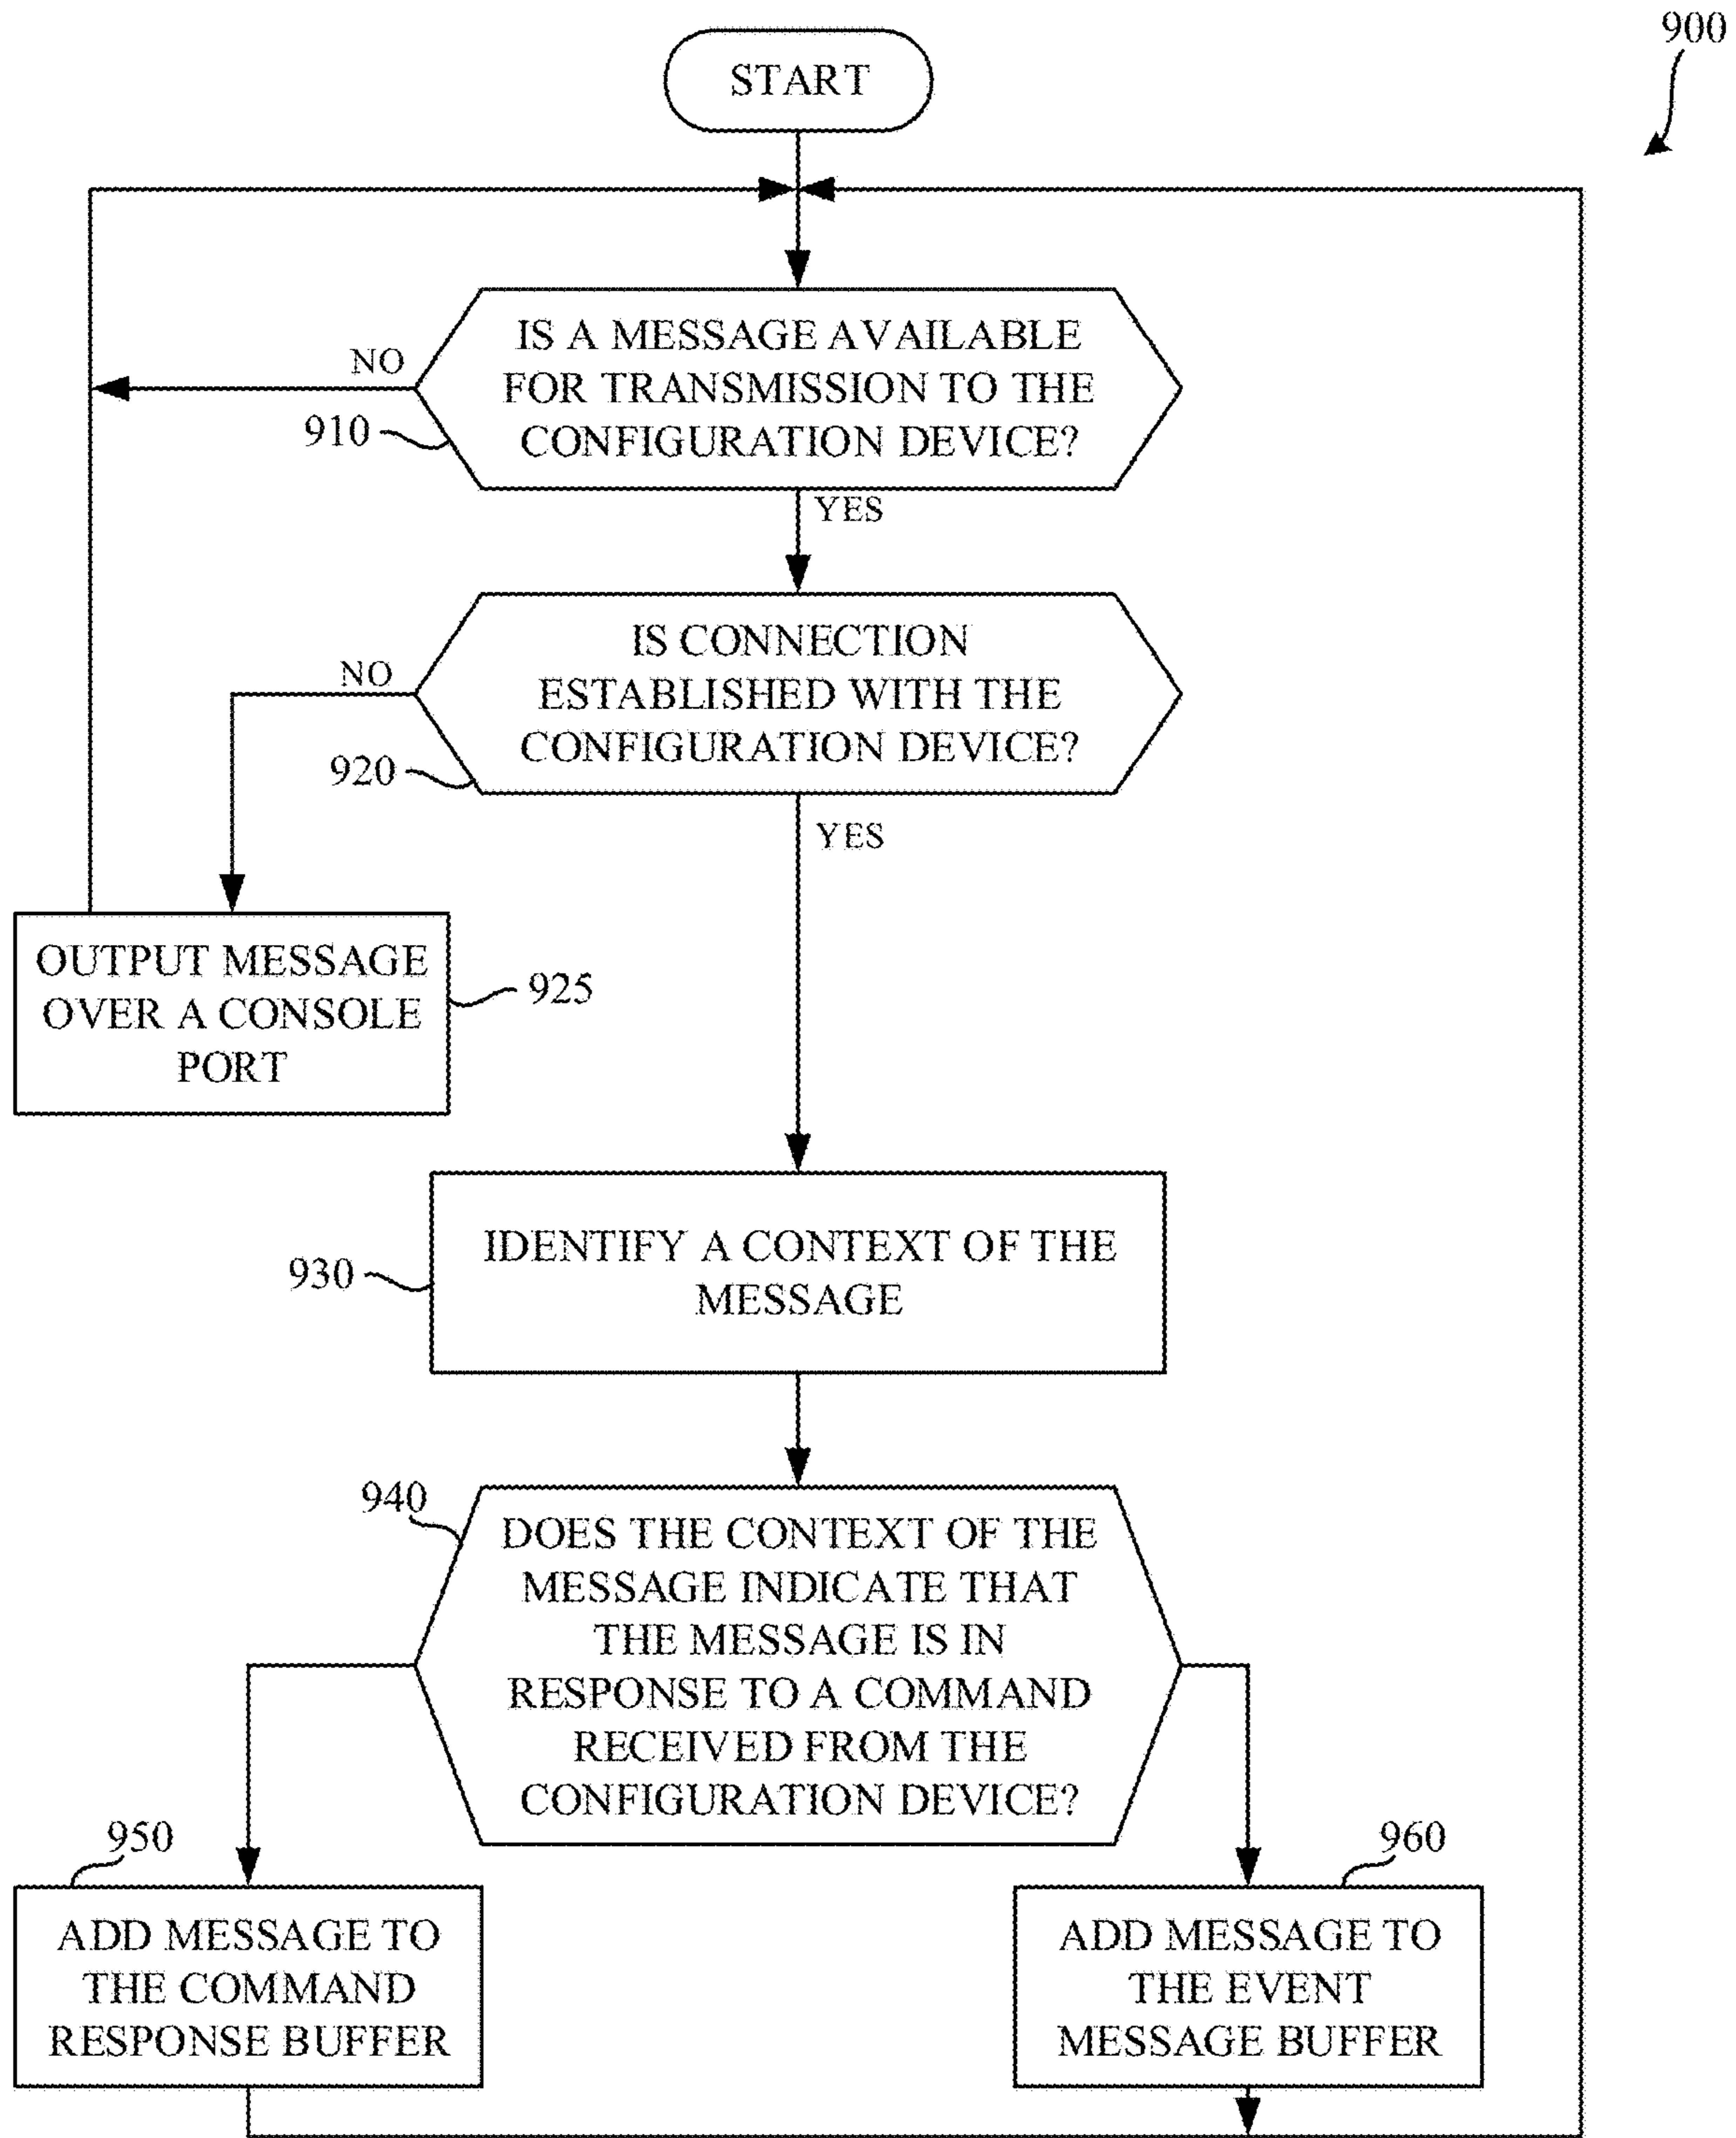 900
START
IS A MESSAGE AVAILABLE
FOR TRANSMISSION TO THE
CONFIGURATION DEVICE?
NO
910
YES
IS CONNECTION
ESTABLISHED WITH THE
CONFIGURATION DEVICE?
NO
920
YES
OUTPUT MESSAGE
OVER A CONSOLE
PORT
925
IDENTIFY A CONTEXT OF THE
MESSAGE
930
940
DOES THE CONTEXT OF THE
MESSAGE INDICATE THAT
THE MESSAGE IS IN
RESPONSE TO A COMMAND
RECEIVED FROM THE
CONFIGURATION DEVICE?
950
ADD MESSAGE TO
THE COMMAND
RESPONSE BUFFER
960
ADD MESSAGE TO
THE EVENT
MESSAGE BUFFER